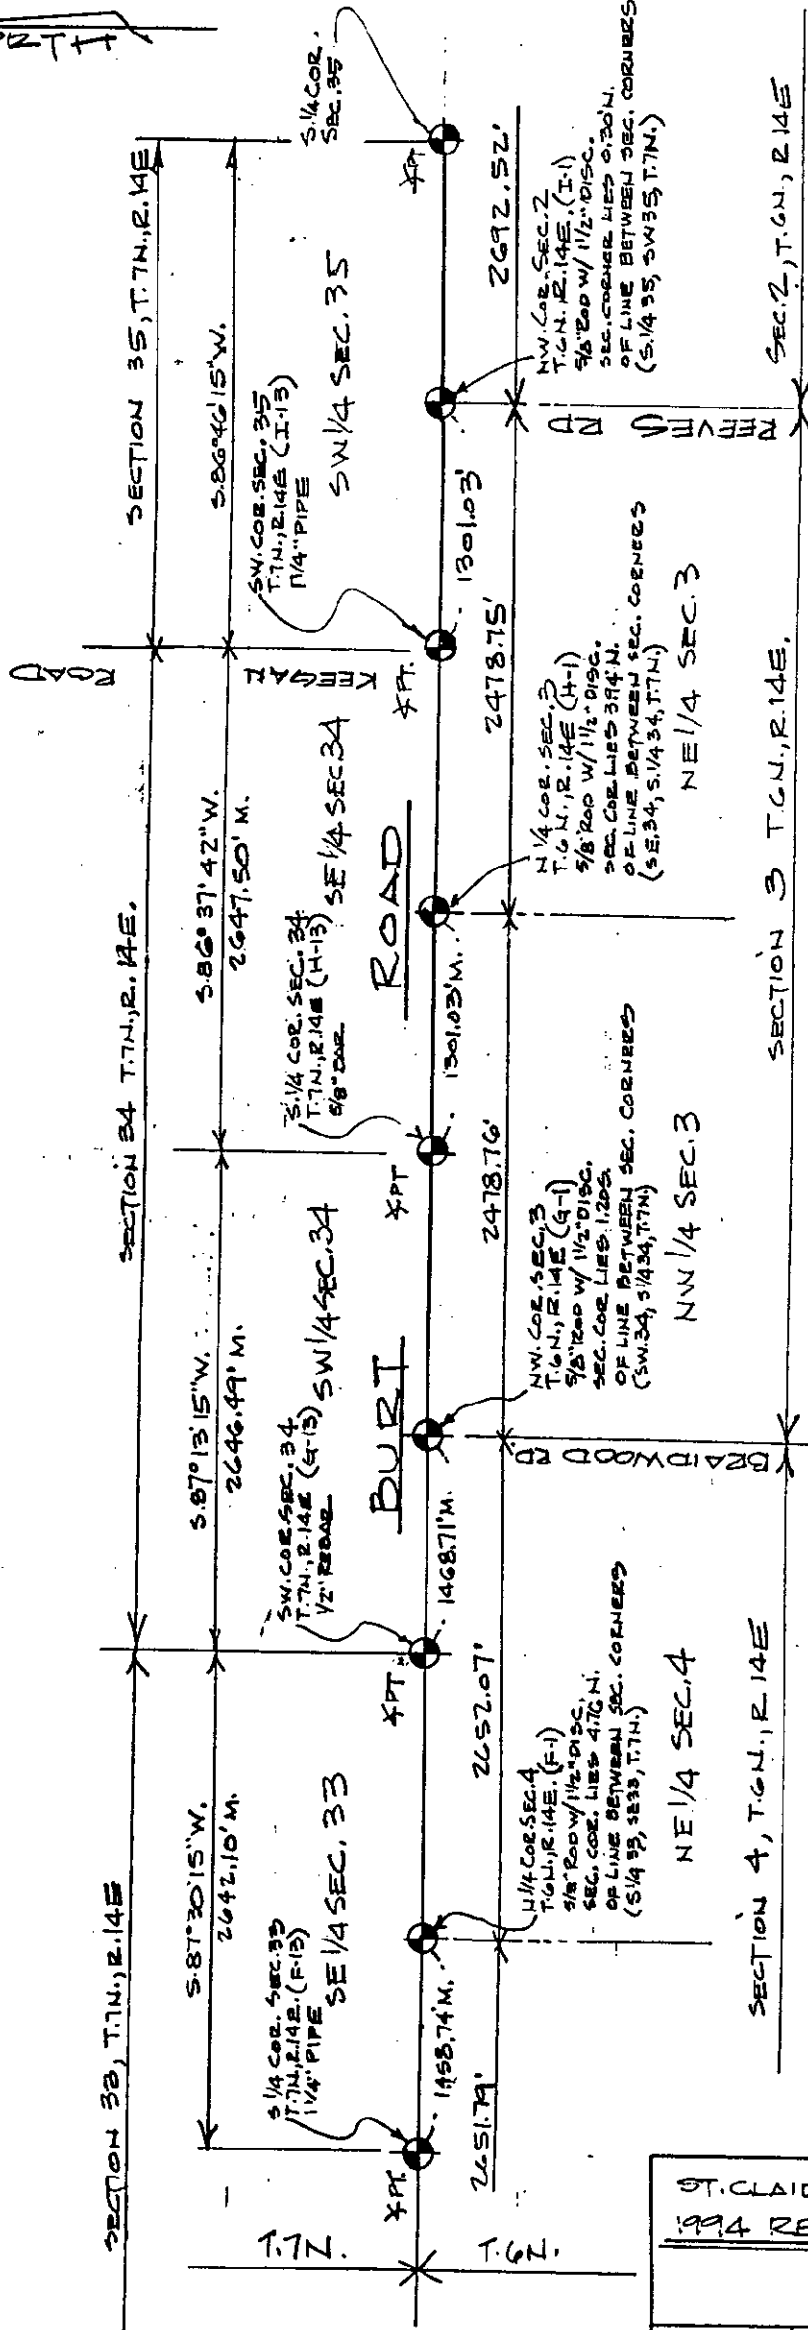 SECTION 33, T.7N., R.14E
SECTION 34 T.7N., R.14E.
SECTION 35, T.7N., R.14E
S.87°30'15"W.
2642.10' M.
S.87°13'15"W.
2646.49' M.
S.86°37'42"W.
2647.50' M.
S.86°46'15"W.
ROAD
KEEGAN
S 1/4 COR. SEC. 33
T.7N., R.14E. (F-13)
1 1/4" PIPE
SE 1/4 SEC. 33
SW. COR. SEC. 34
T.7N., R.14E (G-13)
1/2" REBAR
SW 1/4 SEC. 34
S. 1/4 COR. SEC. 34
T.7N., R.14E (H-13)
5/8" BAR
SE 1/4 SEC. 34
SW. COR. SEC. 35
T.7N., R.14E (I-13)
1 1/4" PIPE
SW 1/4 SEC. 35
S. 1/4 COR.
SEC. 35
BURT
ROAD
PT.
PT
PT
PT.
PT
T.7N.
T.6N.
1458.74' M.
1468.71' M.
1301.03' M.
1301.03'
2651.79'
2652.07'
2478.76'
2478.75'
2692.52'
N 1/4 COR. SEC. 4
T.6N., R.14E. (F-1)
5/8" ROD W/ 1 1/2" DISC.
SEC. COR. LIES 4.76 N.
OF LINE BETWEEN SEC. CORNERS
(S 1/4 33, SE33, T.7N.)
NE 1/4 SEC. 4
NW. COR. SEC. 3
T.6N., R.14E (G-1)
5/8" ROD W/ 1 1/2" DISC.
SEC. COR LIES 1.20S.
OF LINE BETWEEN SEC. CORNERS
(SW.34, S 1/4 34, T.7N.)
NW 1/4 SEC. 3
N 1/4 COR. SEC. 3
T.6N., R.14E (H-1)
5/8" ROD W/ 1 1/2" DISC.
SEC. COR LIES 3.94' N.
OF LINE BETWEEN SEC. CORNERS
(SE.34, S.1/4 34, T.7N.)
NE 1/4 SEC. 3
NW. COR. SEC. 2
T.6N. R.14E. (I-1)
5/8" ROD W/ 1 1/2" DISC.
SEC. CORNER LIES 0.30' N.
OF LINE BETWEEN SEC. CORNERS
(S.1/4 35, SW35, T.7N.)
BRAIDWOOD RD
REEVES RD
SECTION 4, T.6N., R.14E
SECTION 3 T.6N., R.14E.
SEC. 2, T.6N., R.14E
ST. CLAIR
1994